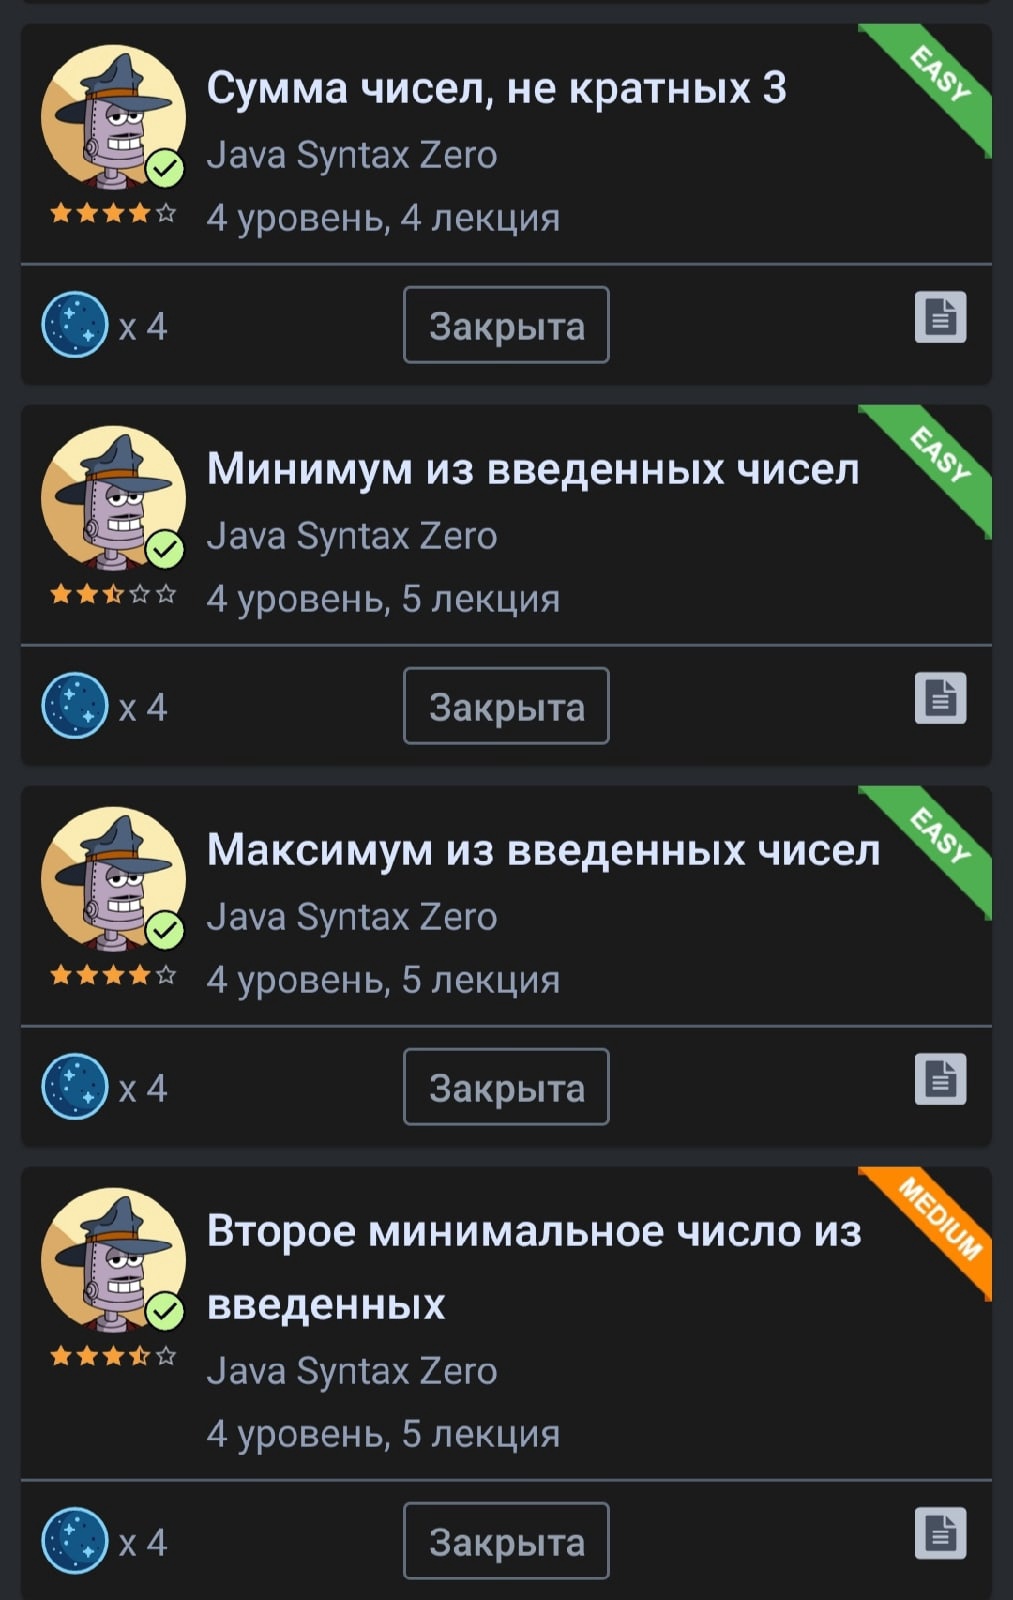 Сумма чисел, не кратных 3
EASY
Java Syntax Zero
4 уровень, 4 лекция
x 4
Закрыта
Минимум из введенных чисел
EASY
Java Syntax Zero
4 уровень, 5 лекция
x 4
Закрыта
Максимум из введенных чисел
EASY
Java Syntax Zero
4 уровень, 5 лекция
x 4
Закрыта
Второе минимальное число из
введенных
MEDIUM
Java Syntax Zero
4 уровень, 5 лекция
x 4
Закрыта